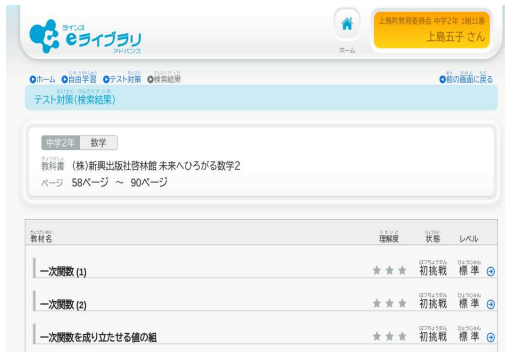 ラインズ
eライブラリ
アドバンス
ホーム
上島町教育委員会 中学2年 1組11番
上島五子 さん
ホーム 自由学習 テスト対策 検索結果
前の画面に戻る
テスト対策(検索結果)
中学2年 数学
教科書 (株)新興出版社啓林館 未来へひろがる数学2
ページ 58ページ ～ 90ページ
教材名 理解度 状態 レベル
一次関数 (1) ★★★ 初挑戦 標準
一次関数 (2) ★★★ 初挑戦 標準
一次関数を成り立たせる値の組 ★★★ 初挑戦 標準